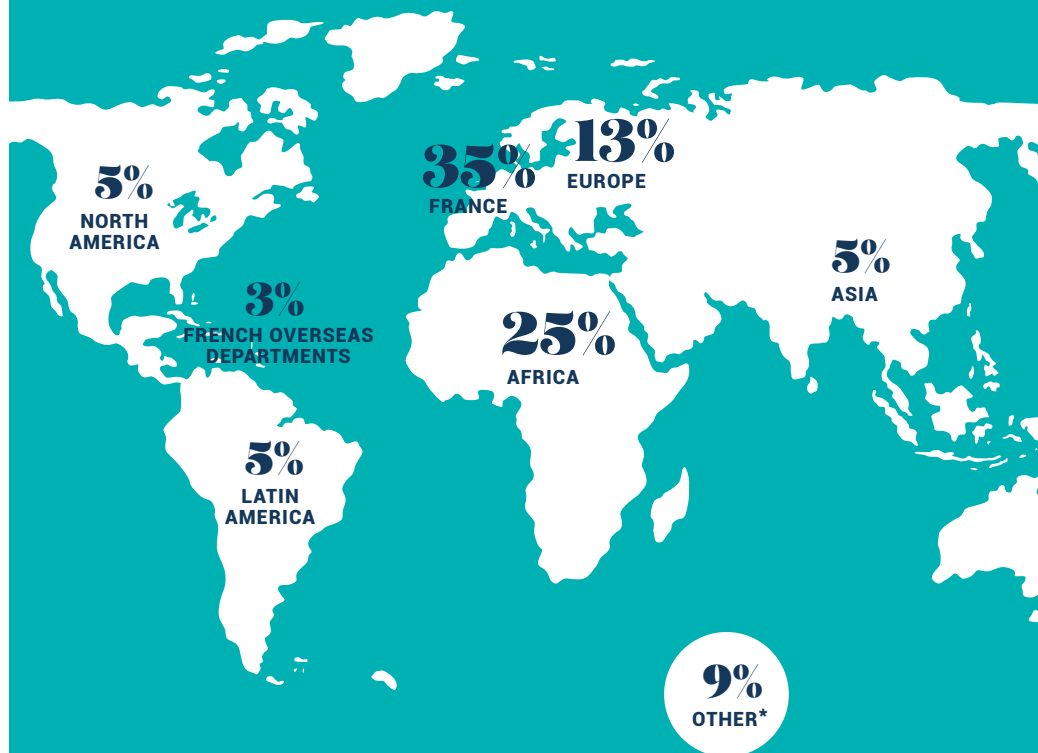 35%
FRANCE
13%
EUROPE
5%
NORTH
AMERICA
5%
ASIA
3%
FRENCH OVERSEAS
DEPARTMENTS
25%
AFRICA
5%
LATIN
AMERICA
9%
OTHER*